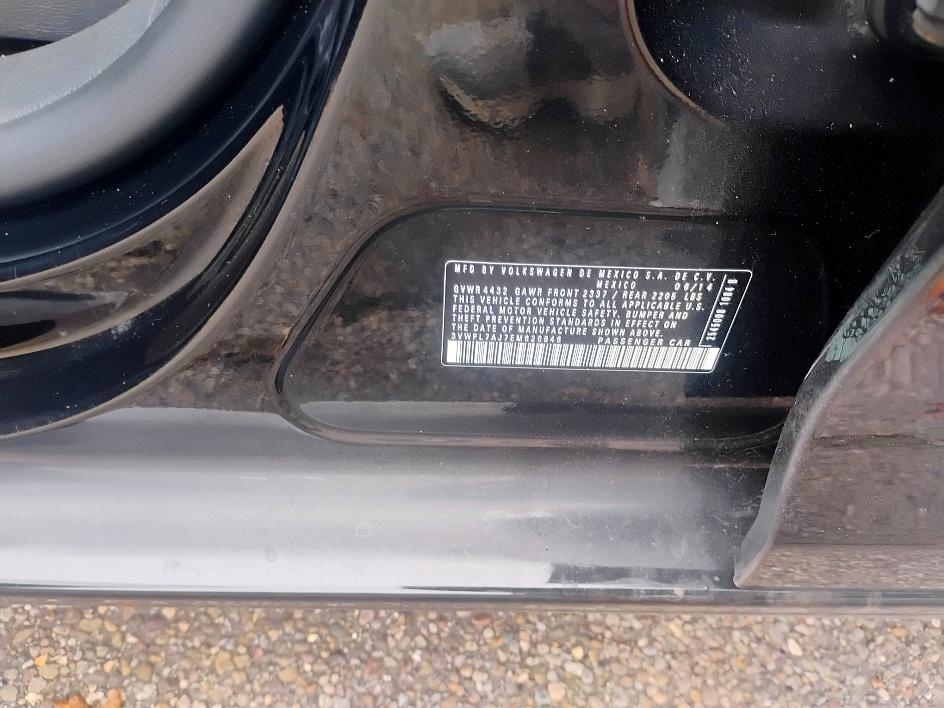 MFD BY VOLKSWAGEN DE MEXICO S.A. DE C.V.
MEXICO 06/14
GVWR 4432 GAWR FRONT 2337 / REAR 2205 LBS
THIS VEHICLE CONFORMS TO ALL APPLICABLE U.S.
FEDERAL MOTOR VEHICLE SAFETY, BUMPER AND
THEFT PREVENTION STANDARDS IN EFFECT ON
THE DATE OF MANUFACTURE SHOWN ABOVE.
3VWPL7AJ7EM628646 PASSENGER CAR